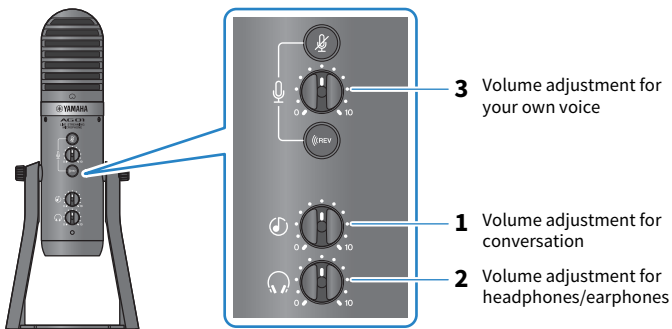 YAMAHA
AG01
0 10
REV
0 10
0 10
3 Volume adjustment for
your own voice
1 Volume adjustment for
conversation
2 Volume adjustment for
headphones/earphones